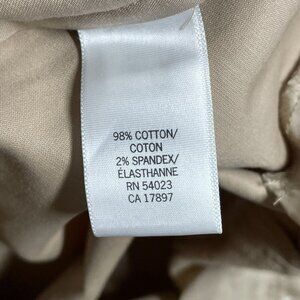 98% COTTON/
COTON
2% SPANDEX/
ÉLASTHANNE
RN 54023
CA 17897